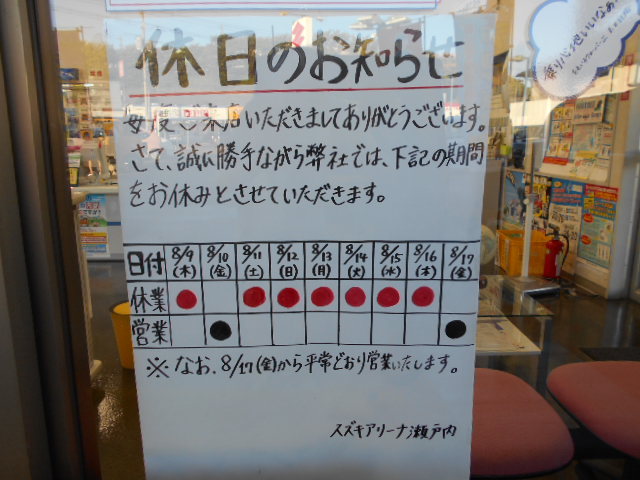 休日のお知らせ
毎度ご来店いただきましてありがとうございます。
さて、誠に勝手ながら弊社では、下記の期間
をお休みとさせていただきます。
日付 8/9(木) 8/10(金) 8/11(土) 8/12(日) 8/13(月) 8/14(火) 8/15(水) 8/16(木) 8/17(金)
休業 ● ● ● ● ● ● ●
営業 ● ●
※ なお、8/17(金)から平常どおり営業いたします。
スズキアリーナ瀬戸内